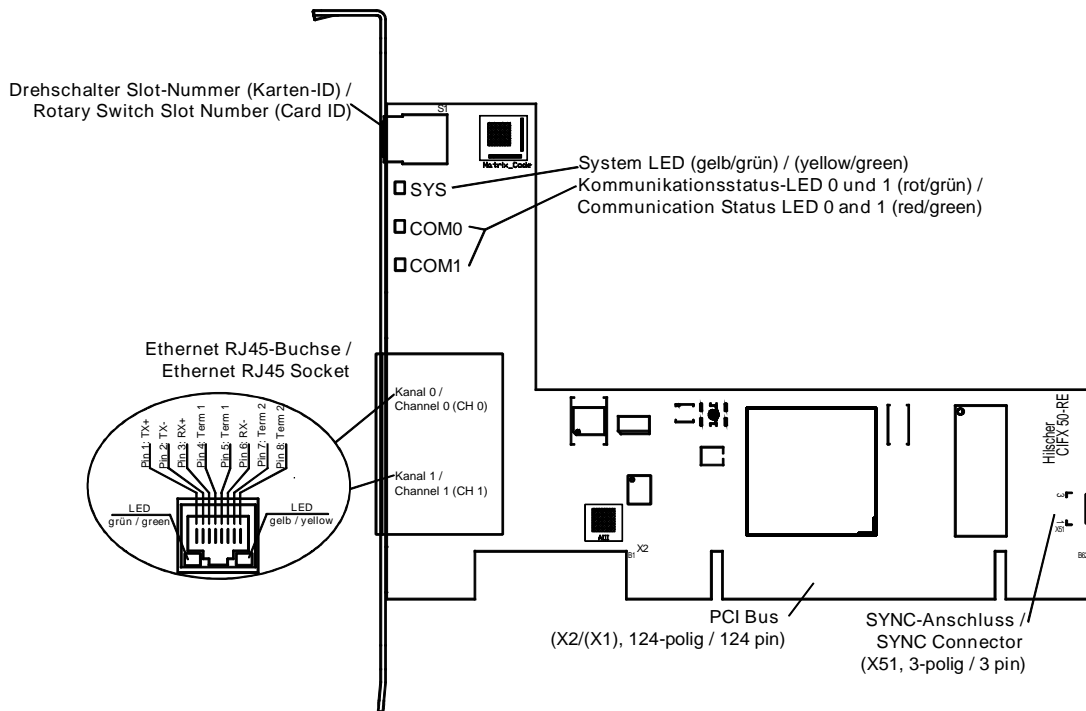 Drehschalter Slot-Nummer (Karten-ID) /
Rotary Switch Slot Number (Card ID)
S1
Matrix_Code
System LED (gelb/grün) / (yellow/green)
Kommunikationsstatus-LED 0 und 1 (rot/grün) /
Communication Status LED 0 and 1 (red/green)
SYS
COM0
COM1
Ethernet RJ45-Buchse /
Ethernet RJ45 Socket
Kanal 0 /
Channel 0 (CH 0)
Kanal 1 /
Channel 1 (CH 1)
Pin 1: TX+
Pin 2: TX-
Pin 3: RX+
Pin 4: Term 1
Pin 5: Term 1
Pin 6: RX-
Pin 7: Term 2
Pin 8: Term 2
LED
grün / green
LED
gelb / yellow
Hilscher
CIFX 50-RE
3
1
X51
B1
X2
B62
PCI Bus
(X2/(X1), 124-polig / 124 pin)
SYNC-Anschluss /
SYNC Connector
(X51, 3-polig / 3 pin)